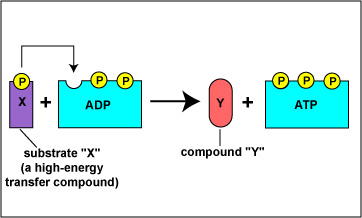 P
P P
P P P
X + ADP Y + ATP
substrate "X"
(a high-energy
transfer compound)
compound "Y"